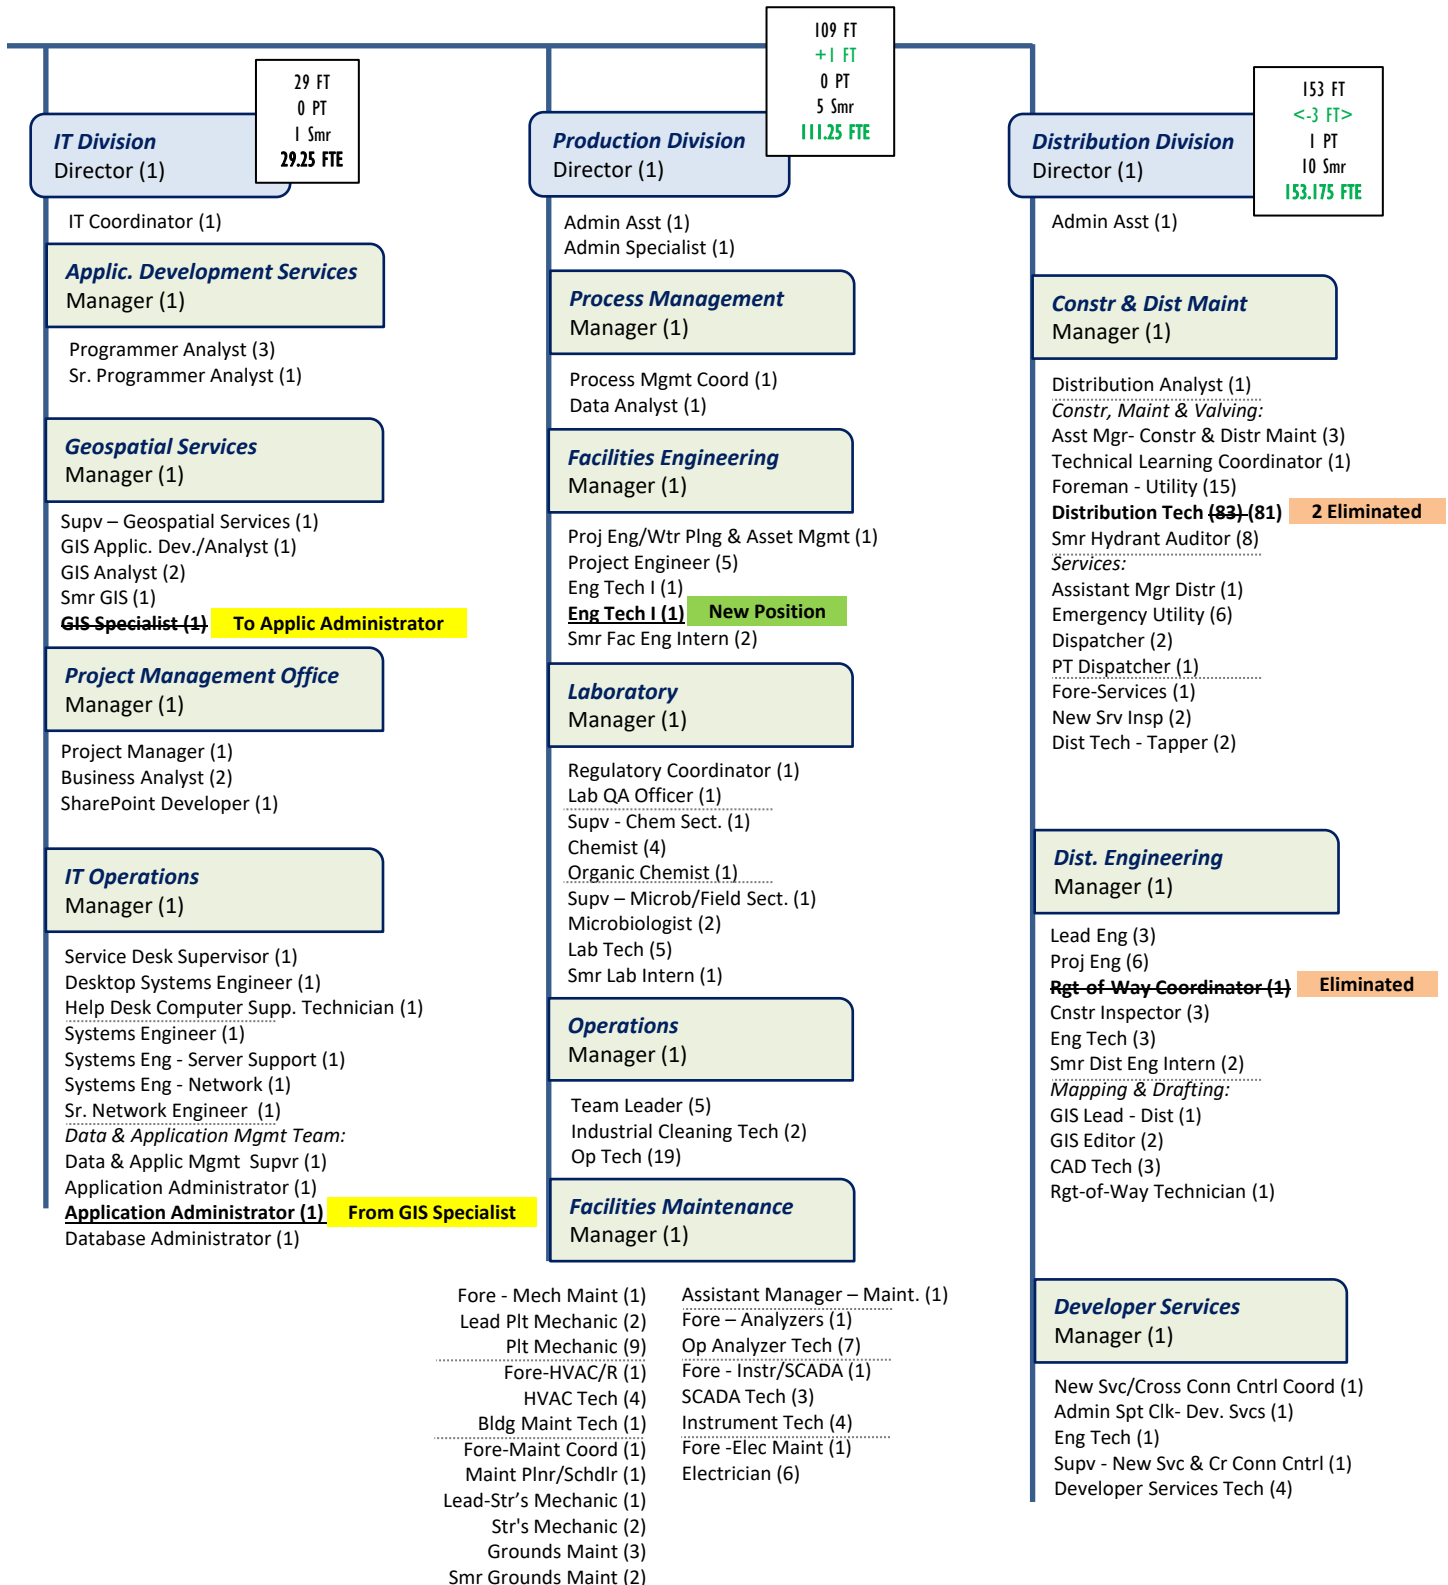 29 FT
0 PT
1 Smr
29.25 FTE
IT Division
Director (1)
IT Coordinator (1)
Applic. Development Services
Manager (1)
Programmer Analyst (3)
Sr. Programmer Analyst (1)
Geospatial Services
Manager (1)
Supv – Geospatial Services (1)
GIS Applic. Dev./Analyst (1)
GIS Analyst (2)
Smr GIS (1)
GIS Specialist (1) To Applic Administrator
Project Management Office
Manager (1)
Project Manager (1)
Business Analyst (2)
SharePoint Developer (1)
IT Operations
Manager (1)
Service Desk Supervisor (1)
Desktop Systems Engineer (1)
Help Desk Computer Supp. Technician (1)
Systems Engineer (1)
Systems Eng - Server Support (1)
Systems Eng - Network (1)
Sr. Network Engineer (1)
Data & Application Mgmt Team:
Data & Applic Mgmt Supvr (1)
Application Administrator (1)
Application Administrator (1) From GIS Specialist
Database Administrator (1)
109 FT
+1 FT
0 PT
5 Smr
111.25 FTE
Production Division
Director (1)
Admin Asst (1)
Admin Specialist (1)
Process Management
Manager (1)
Process Mgmt Coord (1)
Data Analyst (1)
Facilities Engineering
Manager (1)
Proj Eng/Wtr Plng & Asset Mgmt (1)
Project Engineer (5)
Eng Tech I (1)
Eng Tech I (1) New Position
Smr Fac Eng Intern (2)
Laboratory
Manager (1)
Regulatory Coordinator (1)
Lab QA Officer (1)
Supv - Chem Sect. (1)
Chemist (4)
Organic Chemist (1)
Supv – Microb/Field Sect. (1)
Microbiologist (2)
Lab Tech (5)
Smr Lab Intern (1)
Operations
Manager (1)
Team Leader (5)
Industrial Cleaning Tech (2)
Op Tech (19)
Facilities Maintenance
Manager (1)
Fore - Mech Maint (1)
Lead Plt Mechanic (2)
Plt Mechanic (9)
Fore-HVAC/R (1)
HVAC Tech (4)
Bldg Maint Tech (1)
Fore-Maint Coord (1)
Maint Plnr/Schdlr (1)
Lead-Str’s Mechanic (1)
Str's Mechanic (2)
Grounds Maint (3)
Smr Grounds Maint (2)
Assistant Manager – Maint. (1)
Fore – Analyzers (1)
Op Analyzer Tech (7)
Fore - Instr/SCADA (1)
SCADA Tech (3)
Instrument Tech (4)
Fore -Elec Maint (1)
Electrician (6)
153 FT
<-3 FT>
1 PT
10 Smr
153.175 FTE
Distribution Division
Director (1)
Admin Asst (1)
Constr & Dist Maint
Manager (1)
Distribution Analyst (1)
Constr, Maint & Valving:
Asst Mgr- Constr & Distr Maint (3)
Technical Learning Coordinator (1)
Foreman - Utility (15)
Distribution Tech (83) (81) 2 Eliminated
Smr Hydrant Auditor (8)
Services:
Assistant Mgr Distr (1)
Emergency Utility (6)
Dispatcher (2)
PT Dispatcher (1)
Fore-Services (1)
New Srv Insp (2)
Dist Tech - Tapper (2)
Dist. Engineering
Manager (1)
Lead Eng (3)
Proj Eng (6)
Rgt-of-Way Coordinator (1) Eliminated
Cnstr Inspector (3)
Eng Tech (3)
Smr Dist Eng Intern (2)
Mapping & Drafting:
GIS Lead - Dist (1)
GIS Editor (2)
CAD Tech (3)
Rgt-of-Way Technician (1)
Developer Services
Manager (1)
New Svc/Cross Conn Cntrl Coord (1)
Admin Spt Clk- Dev. Svcs (1)
Eng Tech (1)
Supv - New Svc & Cr Conn Cntrl (1)
Developer Services Tech (4)